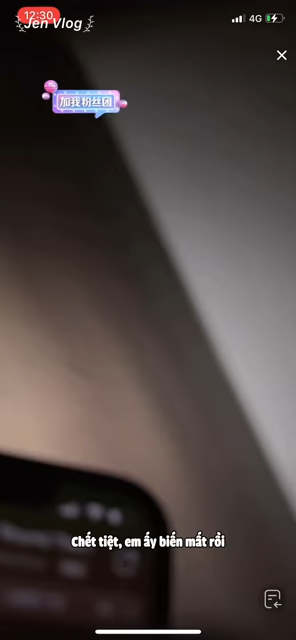 12:30
Jen Vlog
4G
加我粉丝团
Chết tiệt, em ấy biến mất rồi